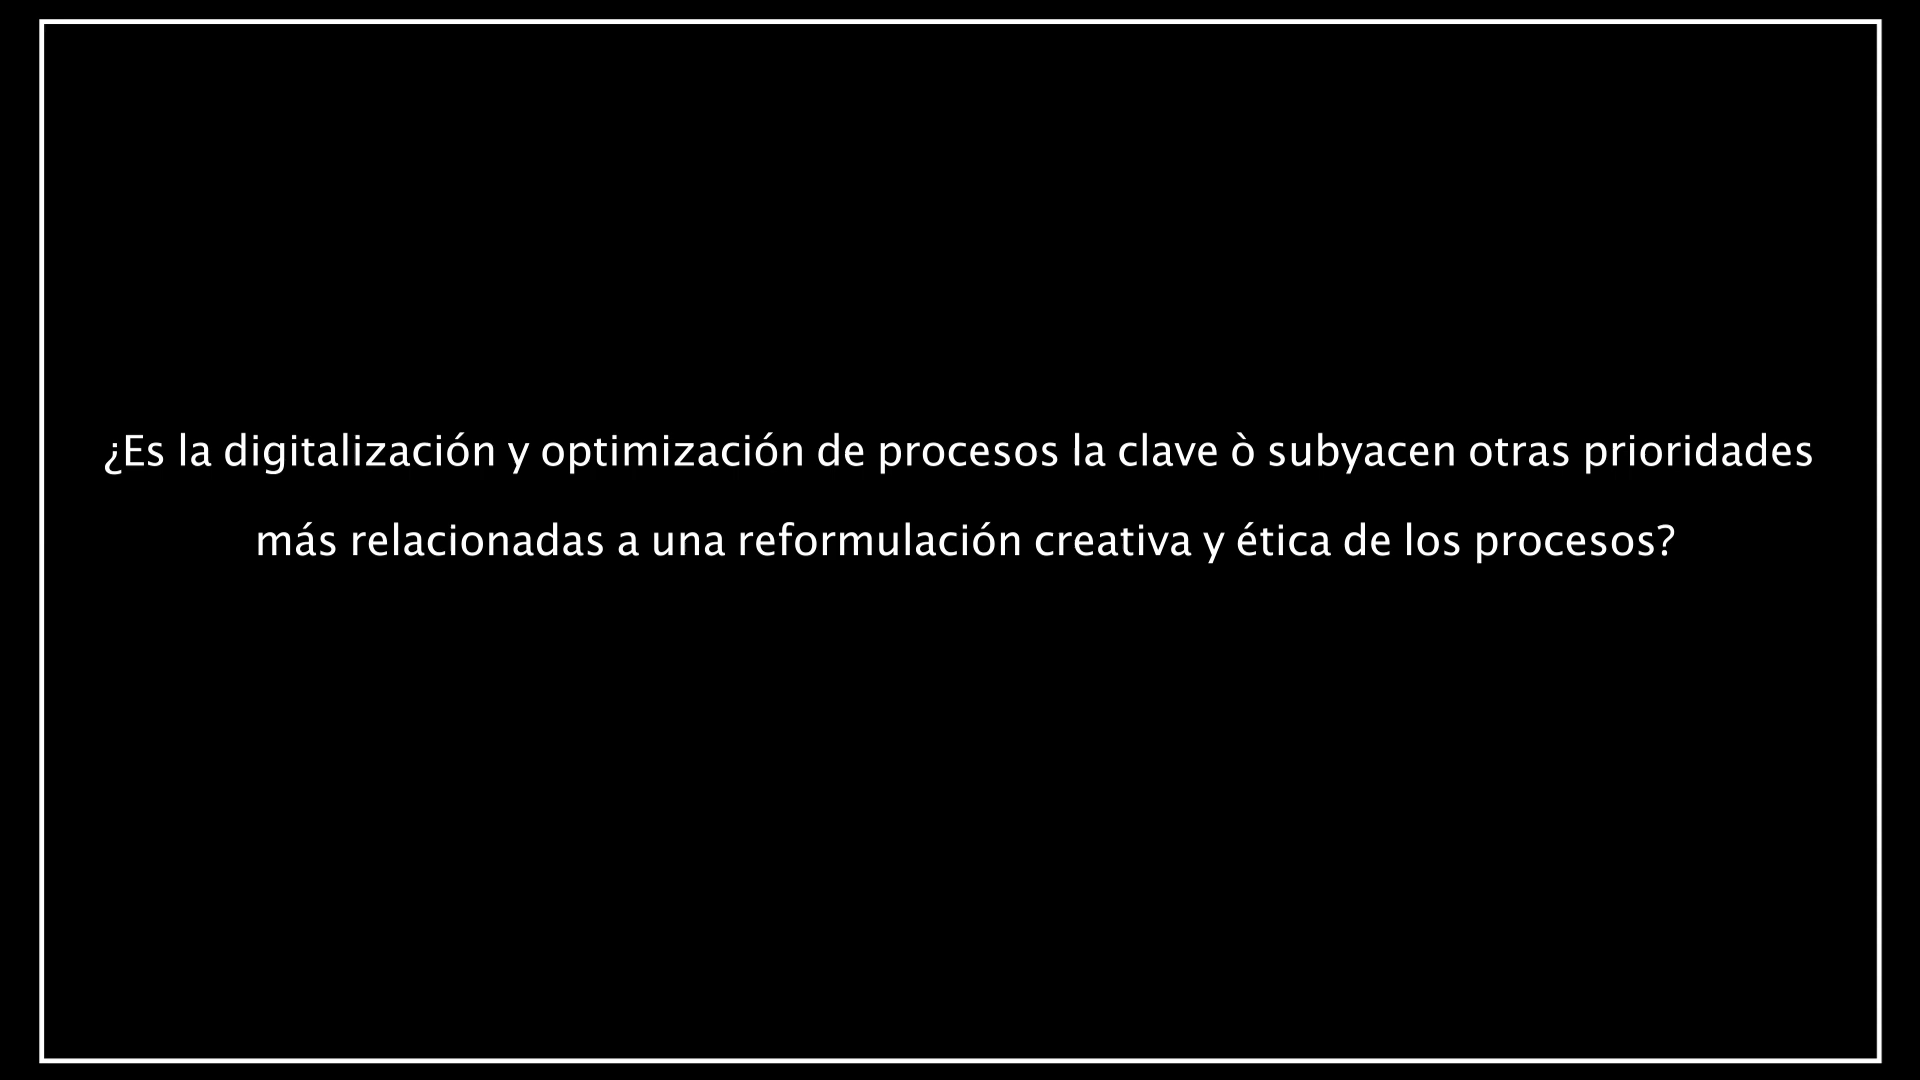 ¿Es la digitalización y optimización de procesos la clave ò subyacen otras prioridades
más relacionadas a una reformulación creativa y ética de los procesos?